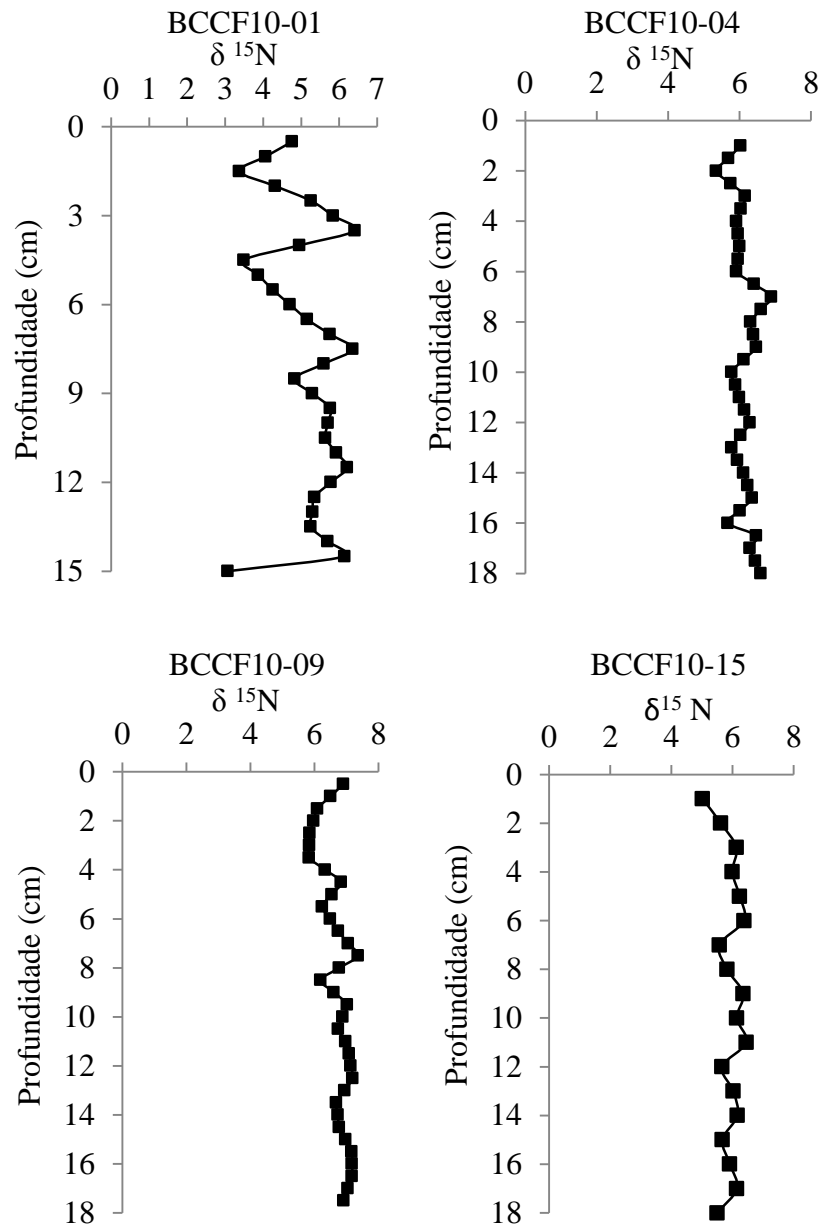 BCCF10-01
δ ¹⁵N
0 1 2 3 4 5 6 7
0
3
6
9
12
15
Profundidade (cm)
BCCF10-04
δ ¹⁵N
0 2 4 6 8
0
2
4
6
8
10
12
14
16
18
Profundidade (cm)
BCCF10-09
δ ¹⁵N
0 2 4 6 8
0
2
4
6
8
10
12
14
16
18
Profundidade (cm)
BCCF10-15
δ¹⁵ N
0 2 4 6 8
0
2
4
6
8
10
12
14
16
18
Profundidade (cm)